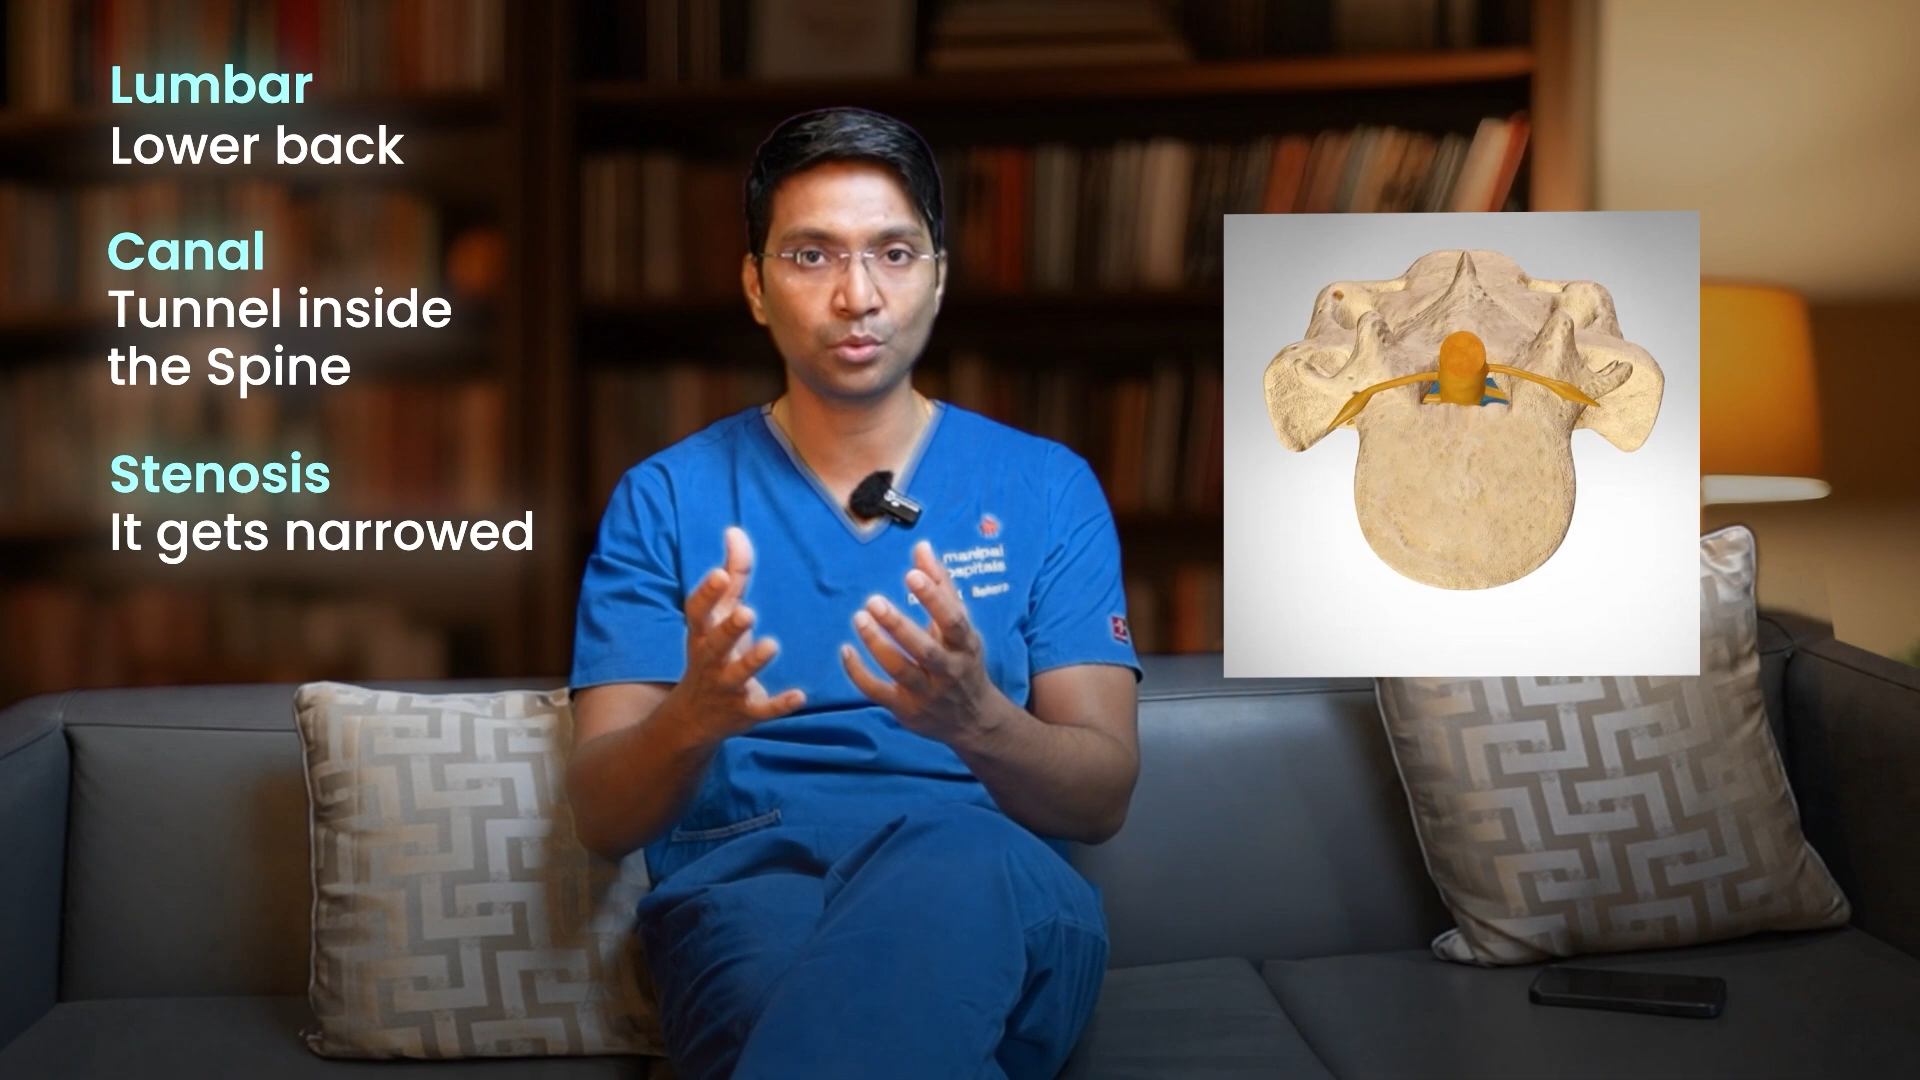 Lumbar
Lower back
Canal
Tunnel inside
the Spine
Stenosis
It gets narrowed
manipal
hospitals